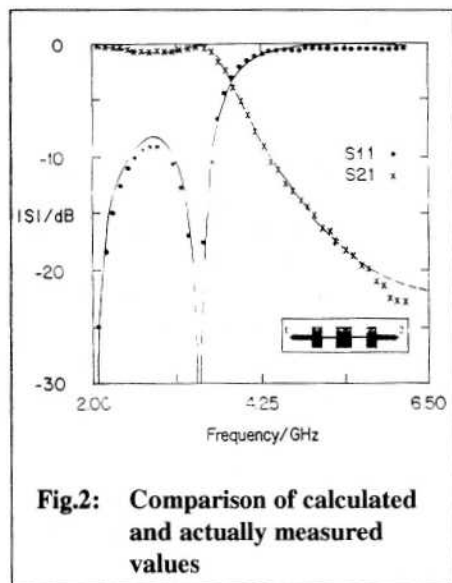 0
-10
|S|/dB
-20
-30
S11
S21
1 2
2.00 4.25 6.50
Frequency/GHz
Fig.2: Comparison of calculated
and actually measured
values